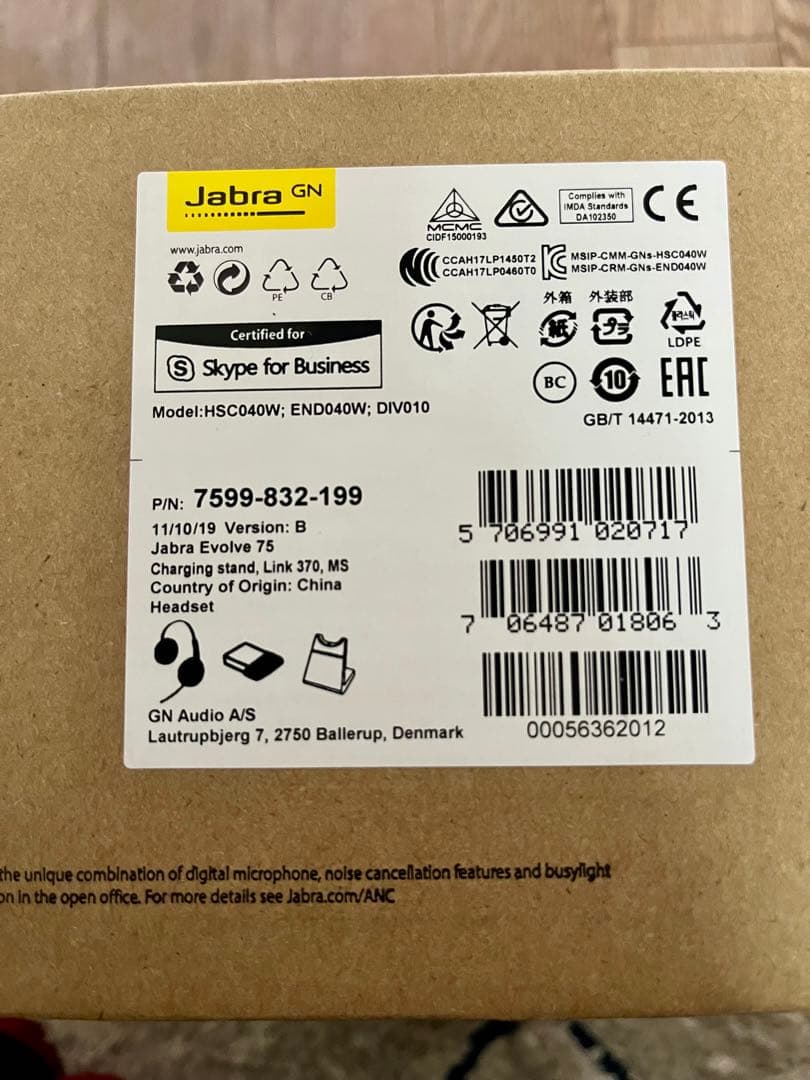 Jabra GN
www.jabra.com
PE
CB
Certified for
S Skype for Business
Model:HSC040W; END040W; DIV010
MCMC
CIDF15000193
Complies with
IMDA Standards
DA102350
CE
CCAH17LP1450T2
CCAH17LP0460T0
MSIP-CMM-GNs-HSC040W
MSIP-CRM-GNs-END040W
外箱
外装部
紙
プラ
LDPE
BC
10
EAC
GB/T 14471-2013
P/N: 7599-832-199
11/10/19 Version: B
Jabra Evolve 75
Charging stand, Link 370, MS
Country of Origin: China
Headset
GN Audio A/S
Lautrupbjerg 7, 2750 Ballerup, Denmark
5 706991 020717
7 06487 01806 3
00056362012
the unique combination of digital microphone, noise cancellation features and busylight
on in the open office. For more details see Jabra.com/ANC